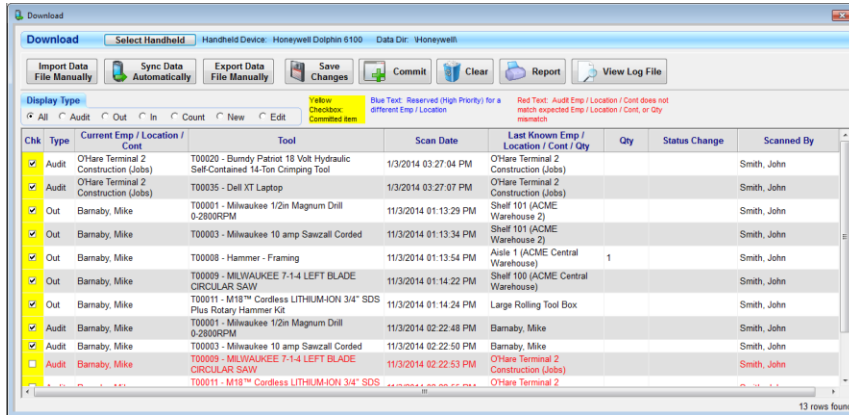 Download
Download Select Handheld Handheld Device: Honeywell Dolphin 6100 Data Dir: \Honeywell\
Import Data File Manually
Sync Data Automatically
Export Data File Manually
Save Changes
Commit
Clear
Report
View Log File
Display Type
All Audit Out In Count New Edit
Yellow Checkbox: Committed item
Blue Text: Reserved (High Priority) for a different Emp / Location
Red Text: Audit Emp / Location / Cont does not match expected Emp / Location / Cont, or Qty mismatch
Chk Type Current Emp / Location / Cont Tool Scan Date Last Known Emp / Location / Cont / Qty Qty Status Change Scanned By
Audit O'Hare Terminal 2 Construction (Jobs) T00020 - Burndy Patriot 18 Volt Hydraulic Self-Contained 14-Ton Crimping Tool 1/3/2014 03:27:04 PM O'Hare Terminal 2 Construction (Jobs) Smith, John
Audit O'Hare Terminal 2 Construction (Jobs) T00035 - Dell XT Laptop 1/3/2014 03:27:07 PM O'Hare Terminal 2 Construction (Jobs) Smith, John
Out Barnaby, Mike T00001 - Milwaukee 1/2in Magnum Drill 0-2800RPM 11/3/2014 01:13:29 PM Shelf 101 (ACME Warehouse 2) Smith, John
Out Barnaby, Mike T00003 - Milwaukee 10 amp Sawzall Corded 11/3/2014 01:13:34 PM Shelf 101 (ACME Warehouse 2) Smith, John
Out Barnaby, Mike T00008 - Hammer - Framing 11/3/2014 01:13:54 PM Aisle 1 (ACME Central Warehouse) 1 Smith, John
Out Barnaby, Mike T00009 - MILWAUKEE 7-1-4 LEFT BLADE CIRCULAR SAW 11/3/2014 01:14:22 PM Shelf 100 (ACME Central Warehouse) Smith, John
Out Barnaby, Mike T00011 - M18™ Cordless LITHIUM-ION 3/4" SDS Plus Rotary Hammer Kit 11/3/2014 01:14:24 PM Large Rolling Tool Box Smith, John
Audit Barnaby, Mike T00001 - Milwaukee 1/2in Magnum Drill 0-2800RPM 11/3/2014 02:22:48 PM Barnaby, Mike Smith, John
Audit Barnaby, Mike T00003 - Milwaukee 10 amp Sawzall Corded 11/3/2014 02:22:50 PM Barnaby, Mike Smith, John
Audit Barnaby, Mike T00009 - MILWAUKEE 7-1-4 LEFT BLADE CIRCULAR SAW 11/3/2014 02:22:53 PM O'Hare Terminal 2 Construction (Jobs) Smith, John
T00011 - M18™ Cordless LITHIUM-ION 3/4" SDS O'Hare Terminal 2
13 rows found